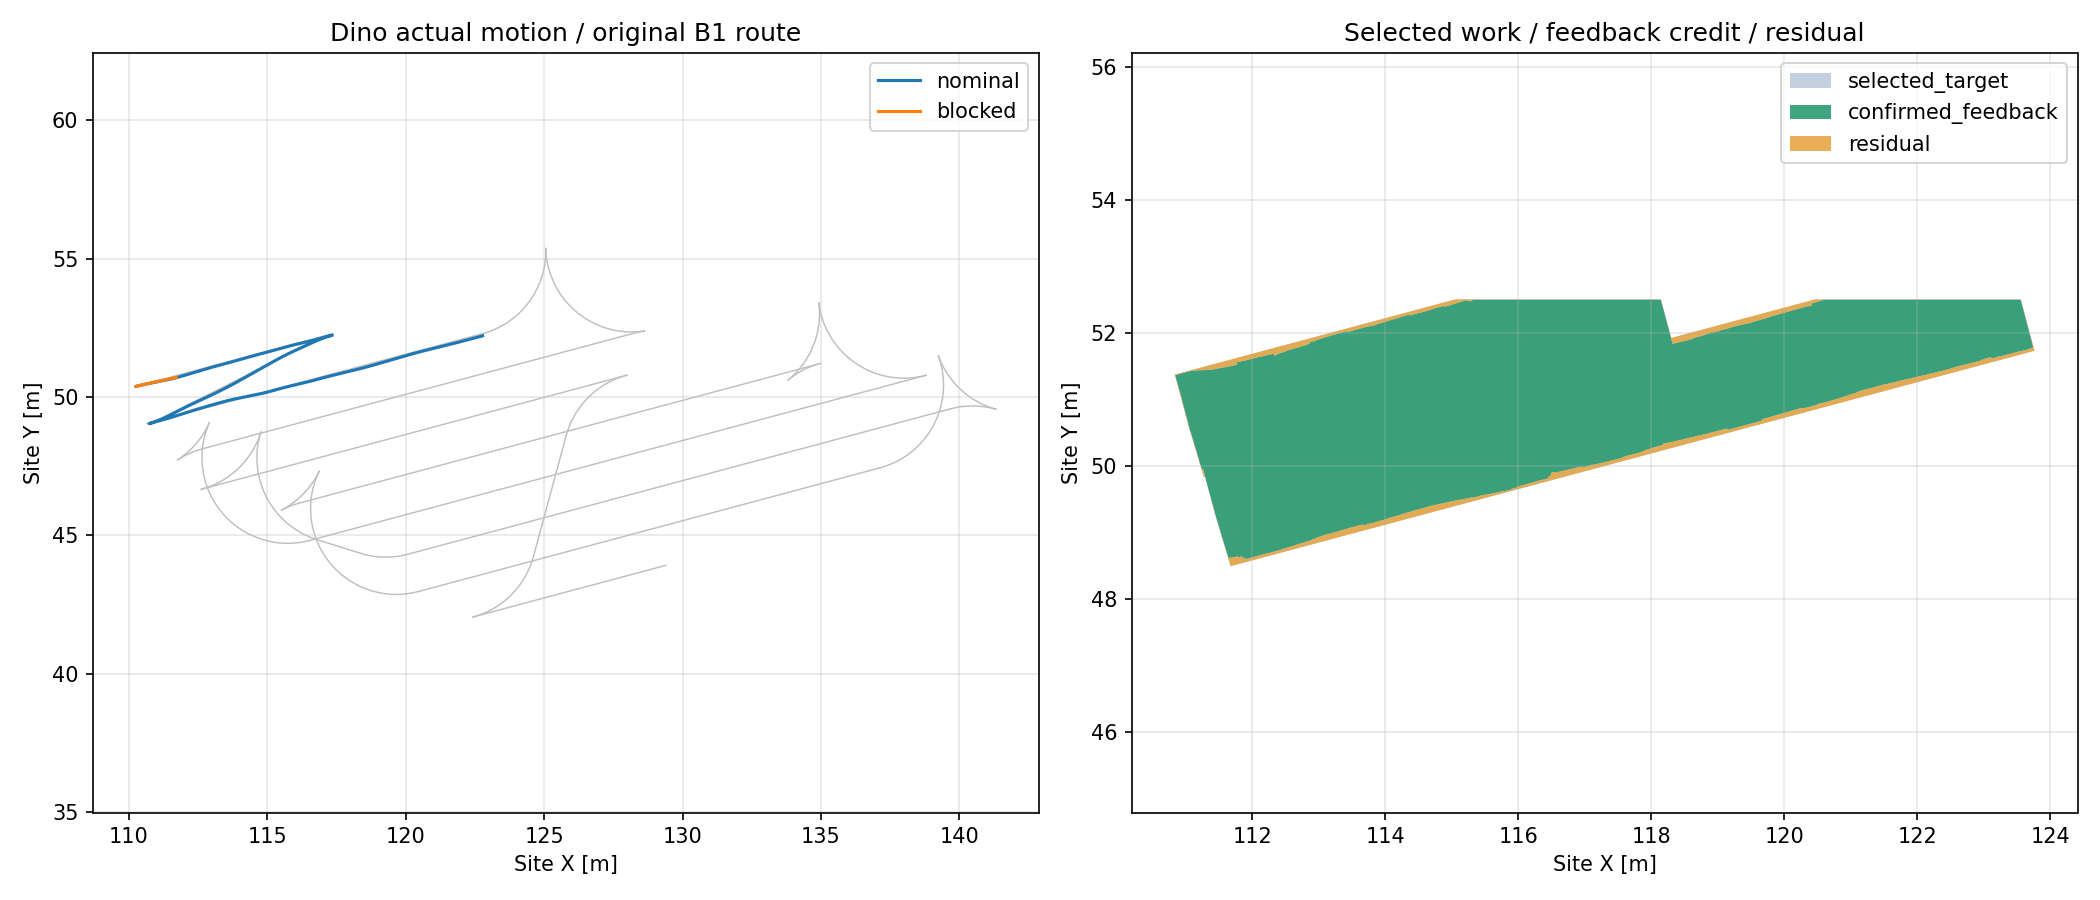 Dino actual motion / original B1 route
nominal
blocked
60
55
50
45
40
35
110
115
120
125
130
135
140
Site Y [m]
Site X [m]
Selected work / feedback credit / residual
selected_target
confirmed_feedback
residual
56
54
52
50
48
46
112
114
116
118
120
122
124
Site Y [m]
Site X [m]